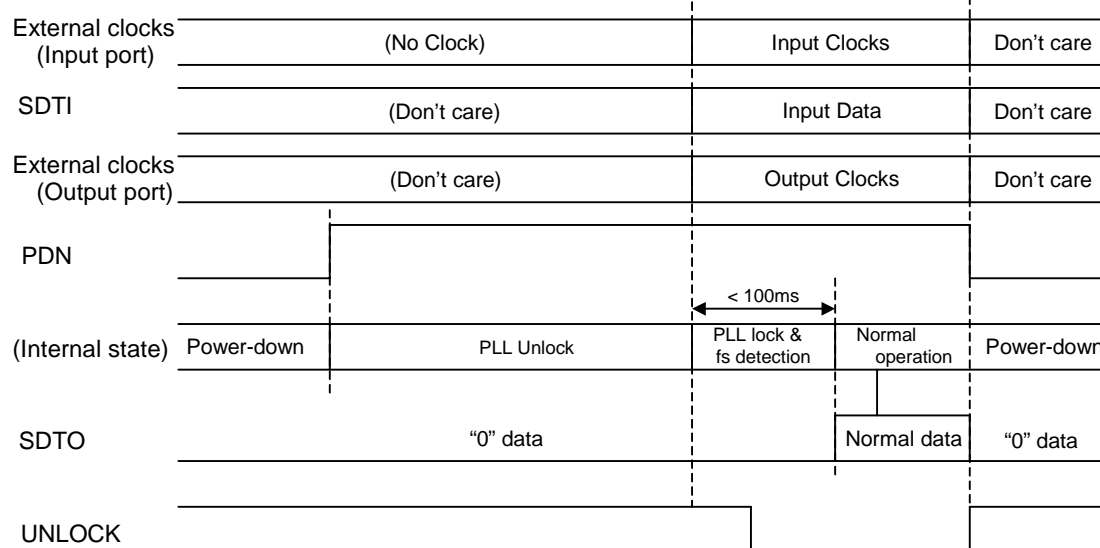 External clocks
(Input port)
(No Clock)
Input Clocks
Don't care
SDTI
(Don't care)
Input Data
Don't care
External clocks
(Output port)
(Don't care)
Output Clocks
Don't care
PDN
< 100ms
(Internal state)
Power-down
PLL Unlock
PLL lock &
fs detection
Normal
operation
Power-down
SDTO
“0” data
Normal data
“0” data
UNLOCK